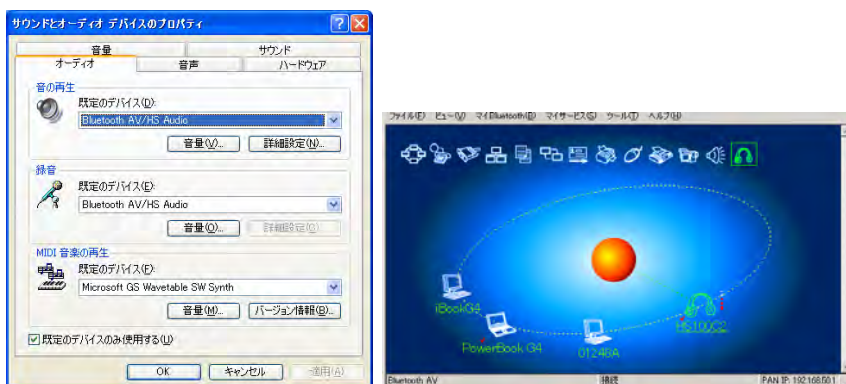 サウンドとオーディオ デバイスのプロパティ
音量
サウンド
オーディオ
音声
ハードウェア
音の再生
既定のデバイス(D):
Bluetooth AV/HS Audio
音量(V)...
詳細設定(N)...
録音
既定のデバイス(E):
Bluetooth AV/HS Audio
音量(O)...
詳細設定(C)
MIDI 音楽の再生
既定のデバイス(E):
Microsoft GS Wavetable SW Synth
音量(M)...
バージョン情報(B)...
既定のデバイスのみ使用する(U)
OK
キャンセル
適用(A)
ファイル(F) ビュー(V) マイBluetooth(B) マイサービス(S) ツール(T) ヘルプ(H)
iBookG4
PowerBook G4
01240A
HS100C2
Bluetooth AV
接続
PAN IP: 192.168.50.1